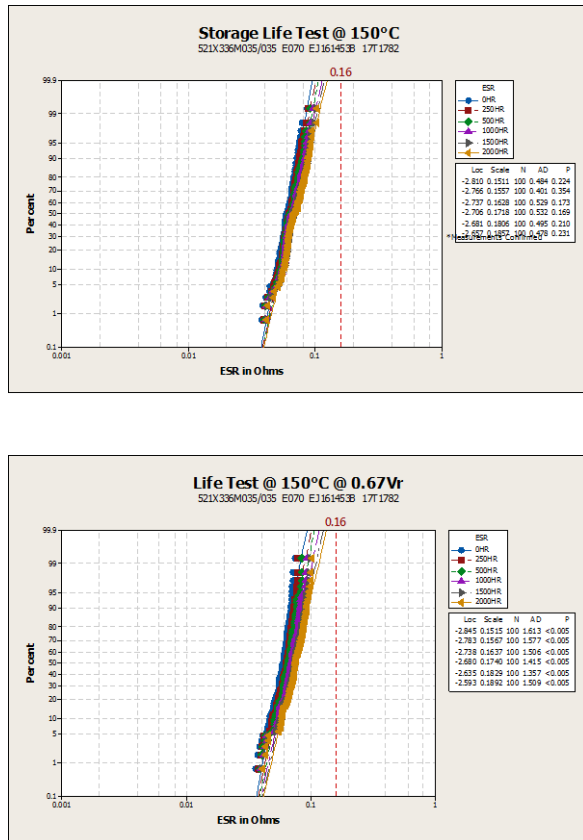 Storage Life Test @ 150°C
521X336M035/035 E070 EJ161453B 17T1782
0.16
99.9
99
95
90
80
70
60
50
40
30
20
10
5
1
0.1
Percent
0.001 0.01 0.1 1
ESR in Ohms
ESR
0HR
250HR
500HR
1000HR
1500HR
2000HR
Loc Scale N AD P
-2.810 0.1511 100 0.484 0.224
-2.766 0.1557 100 0.401 0.354
-2.737 0.1628 100 0.529 0.173
-2.706 0.1718 100 0.532 0.169
-2.681 0.1806 100 0.495 0.210
-2.657 0.1857 100 0.478 0.231
*Measurements Confirmed
Life Test @ 150°C @ 0.67Vr
521X336M035/035 E070 EJ161453B 17T1782
0.16
99.9
99
95
90
80
70
60
50
40
30
20
10
5
1
0.1
Percent
0.001 0.01 0.1 1
ESR in Ohms
ESR
0HR
250HR
500HR
1000HR
1500HR
2000HR
Loc Scale N AD P
-2.845 0.1515 100 1.613 <0.005
-2.783 0.1567 100 1.577 <0.005
-2.738 0.1637 100 1.506 <0.005
-2.680 0.1740 100 1.415 <0.005
-2.635 0.1829 100 1.357 <0.005
-2.593 0.1892 100 1.509 <0.005